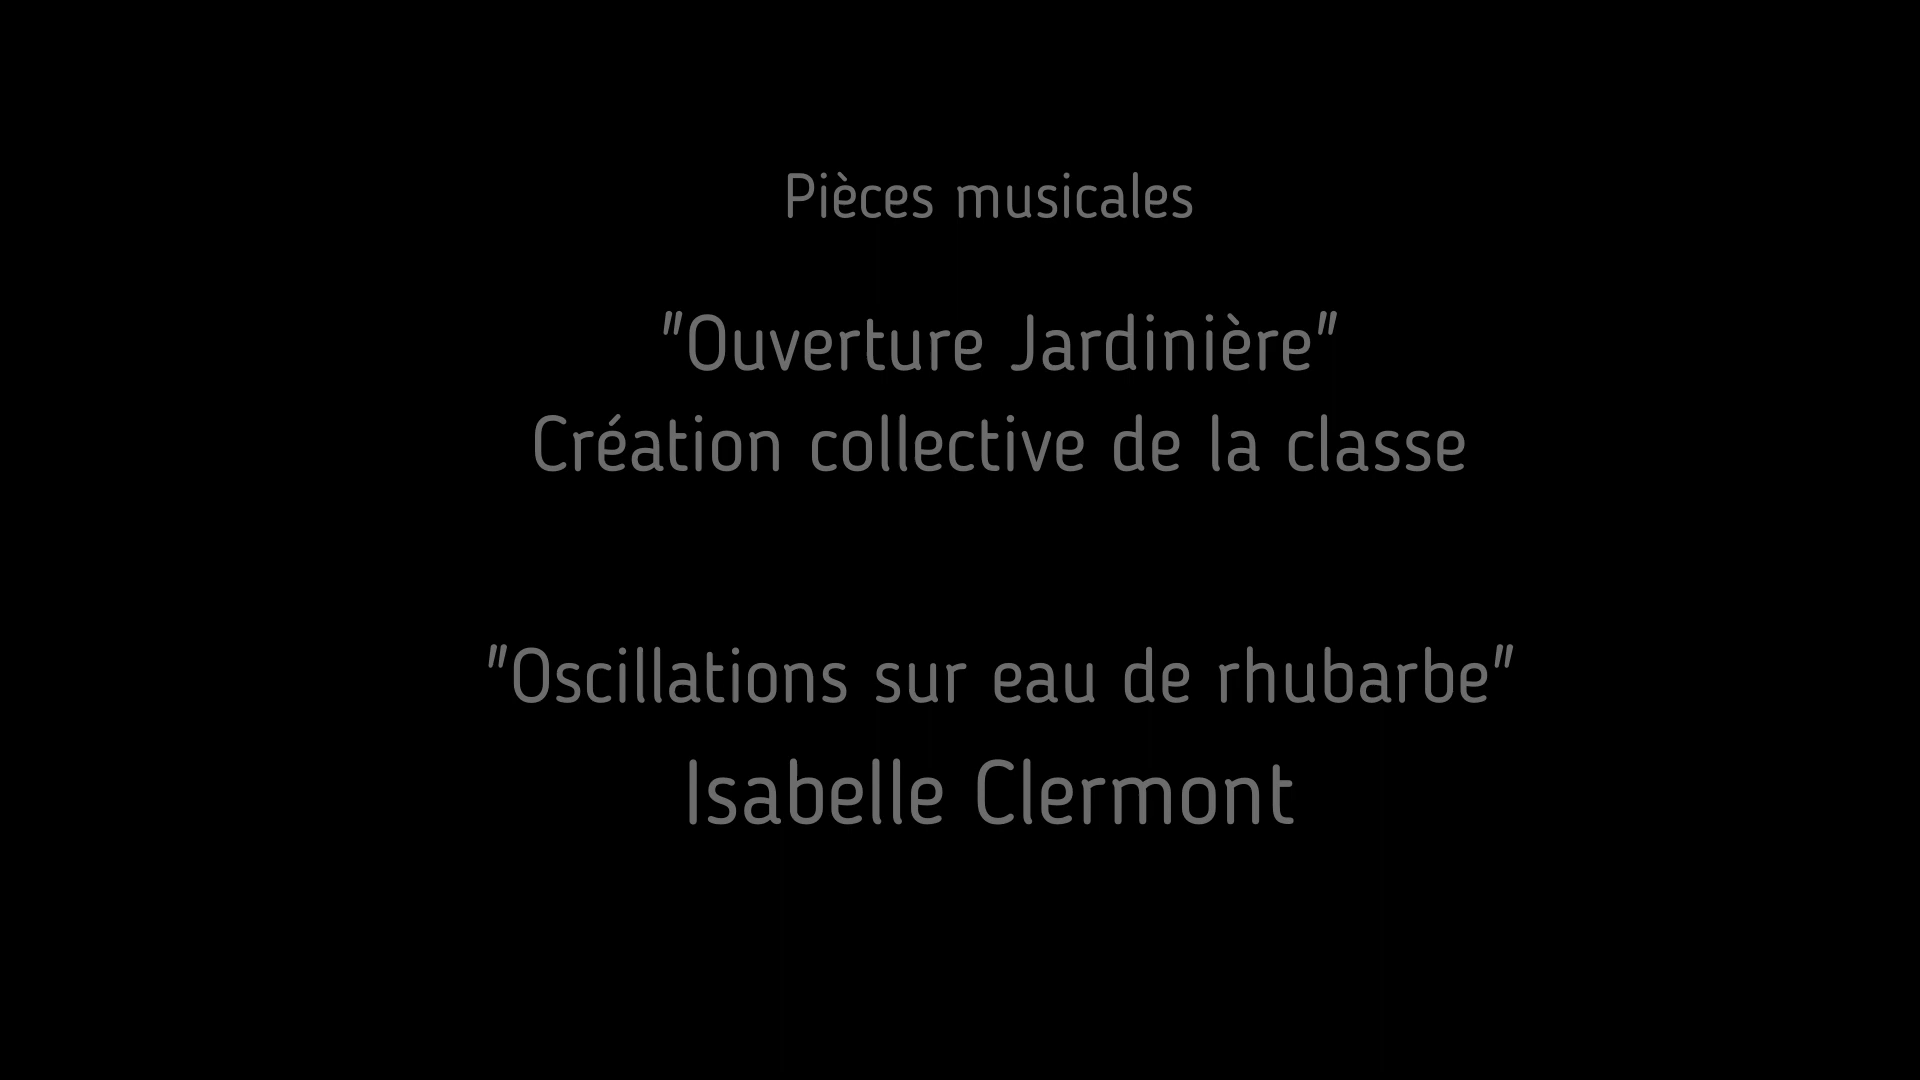 Pièces musicales
"Ouverture Jardinière"
Création collective de la classe
"Oscillations sur eau de rhubarbe"
Isabelle Clermont